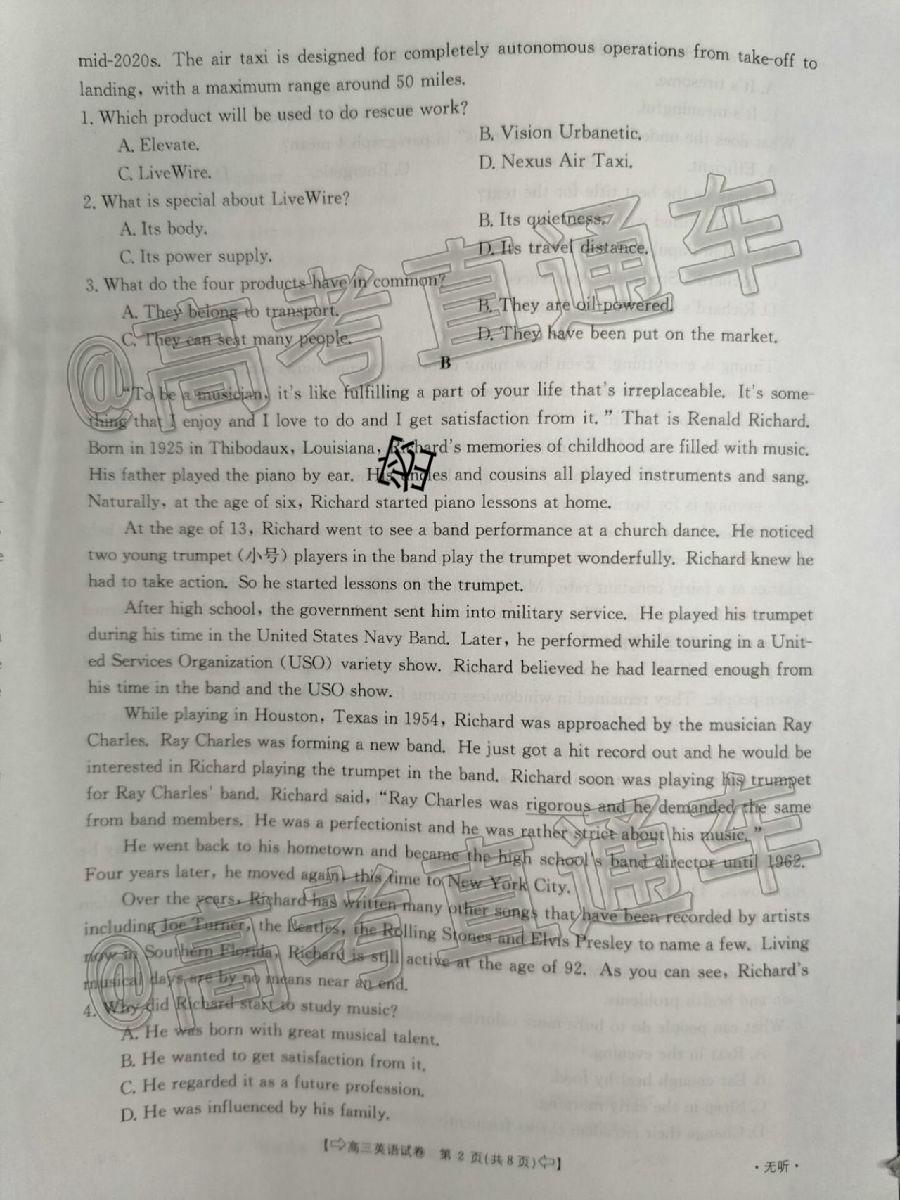 mid-2020s. The air taxi is designed for completely autonomous operations from take-off to
landing, with a maximum range around 50 miles.
1. Which product will be used to do rescue work?
A. Elevate.
B. Vision Urbanetic.
C. LiveWire.
D. Nexus Air Taxi.
2. What is special about LiveWire?
A. Its body.
B. Its quietness.
C. Its power supply.
D. Its travel distance.
3. What do the four products have in common?
A. They belong to transport.
B. They are oil-powered.
C. They can seat many people.
D. They have been put on the market.
@高考直通车
B
"To be a musician, it's like fulfilling a part of your life that's irreplaceable. It's some-
thing that I enjoy and I love to do and I get satisfaction from it." That is Renald Richard.
Born in 1925 in Thibodaux, Louisiana, Richard's memories of childhood are filled with music.
His father played the piano by ear. His uncles and cousins all played instruments and sang.
Naturally, at the age of six, Richard started piano lessons at home.
At the age of 13, Richard went to see a band performance at a church dance. He noticed
two young trumpet (小号) players in the band play the trumpet wonderfully. Richard knew he
had to take action. So he started lessons on the trumpet.
After high school, the government sent him into military service. He played his trumpet
during his time in the United States Navy Band. Later, he performed while touring in a Unit-
ed Services Organization (USO) variety show. Richard believed he had learned enough from
his time in the band and the USO show.
While playing in Houston, Texas in 1954, Richard was approached by the musician Ray
Charles. Ray Charles was forming a new band. He just got a hit record out and he would be
interested in Richard playing the trumpet in the band. Richard soon was playing his trumpet
for Ray Charles' band. Richard said, "Ray Charles was rigorous and he demanded the same
from band members. He was a perfectionist and he was rather strict about his music."
He went back to his hometown and became the high school's band director until 1962.
Four years later, he moved again, this time to New York City.
Over the years, Richard has written many other songs that have been recorded by artists
including Joe Turner, the Beatles, the Rolling Stones and Elvis Presley to name a few. Living
now in Southern Florida, Richard is still active at the age of 92. As you can see, Richard's
musical days are by no means near an end.
@高考直通车
4. Why did Richard start to study music?
A. He was born with great musical talent.
B. He wanted to get satisfaction from it.
C. He regarded it as a future profession.
D. He was influenced by his family.
【⇨高三英语试卷 第 2 页(共 8 页)⇦】
·无听·